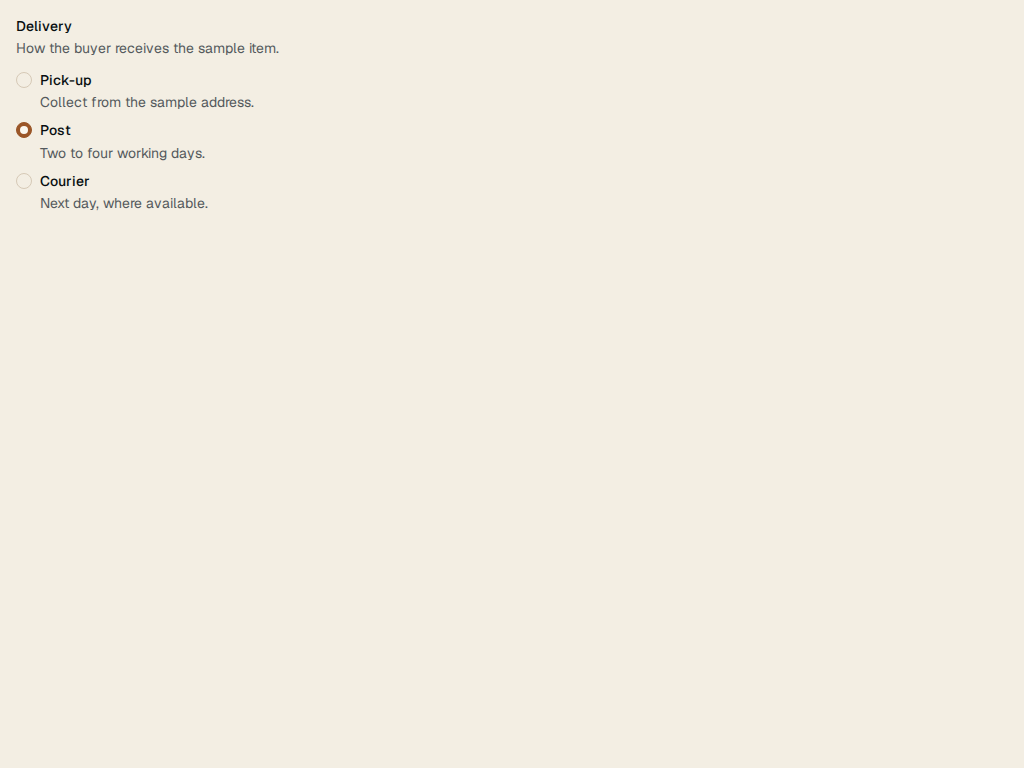 Delivery
How the buyer receives the sample item.
Pick-up
Collect from the sample address.
Post
Two to four working days.
Courier
Next day, where available.